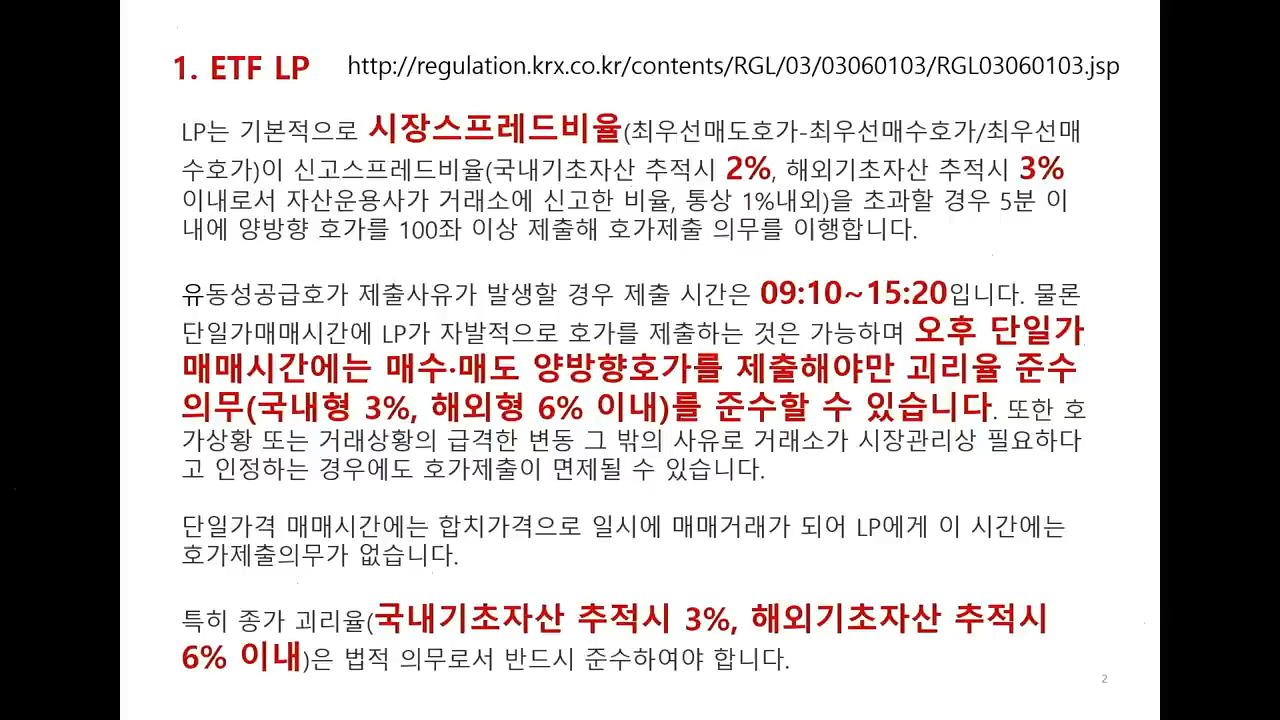 1. ETF LP http://regulation.krx.co.kr/contents/RGL/03/03060103/RGL03060103.jsp
LP는 기본적으로 시장스프레드비율(최우선매도호가-최우선매수호가/최우선매
수호가)이 신고스프레드비율(국내기초자산 추적시 2%, 해외기초자산 추적시 3%
이내로서 자산운용사가 거래소에 신고한 비율, 통상 1%내외)을 초과할 경우 5분 이
내에 양방향 호가를 100좌 이상 제출해 호가제출 의무를 이행합니다.
유동성공급호가 제출사유가 발생할 경우 제출 시간은 09:10~15:20입니다. 물론
단일가매매시간에 LP가 자발적으로 호가를 제출하는 것은 가능하며 오후 단일가
매매시간에는 매수·매도 양방향호가를 제출해야만 괴리율 준수
의무(국내형 3%, 해외형 6% 이내)를 준수할 수 있습니다. 또한 호
가상황 또는 거래상황의 급격한 변동 그 밖의 사유로 거래소가 시장관리상 필요하다
고 인정하는 경우에도 호가제출이 면제될 수 있습니다.
단일가격 매매시간에는 합치가격으로 일시에 매매거래가 되어 LP에게 이 시간에는
호가제출의무가 없습니다.
특히 종가 괴리율(국내기초자산 추적시 3%, 해외기초자산 추적시
6% 이내)은 법적 의무로서 반드시 준수하여야 합니다.
2